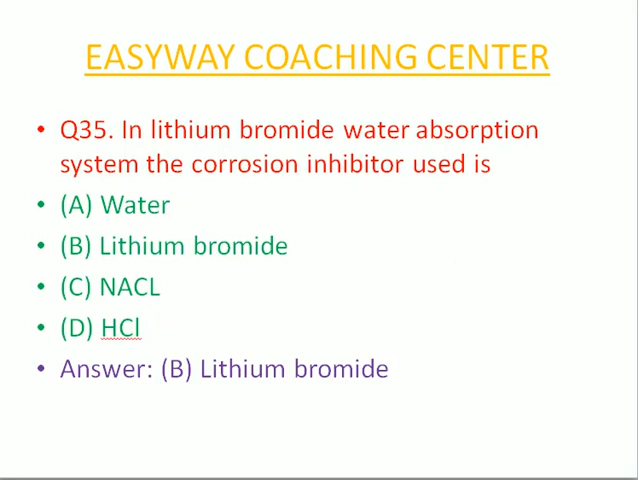 EASYWAY COACHING CENTER
• Q35. In lithium bromide water absorption
system the corrosion inhibitor used is
• (A) Water
• (B) Lithium bromide
• (C) NACL
• (D) HCl
• Answer: (B) Lithium bromide